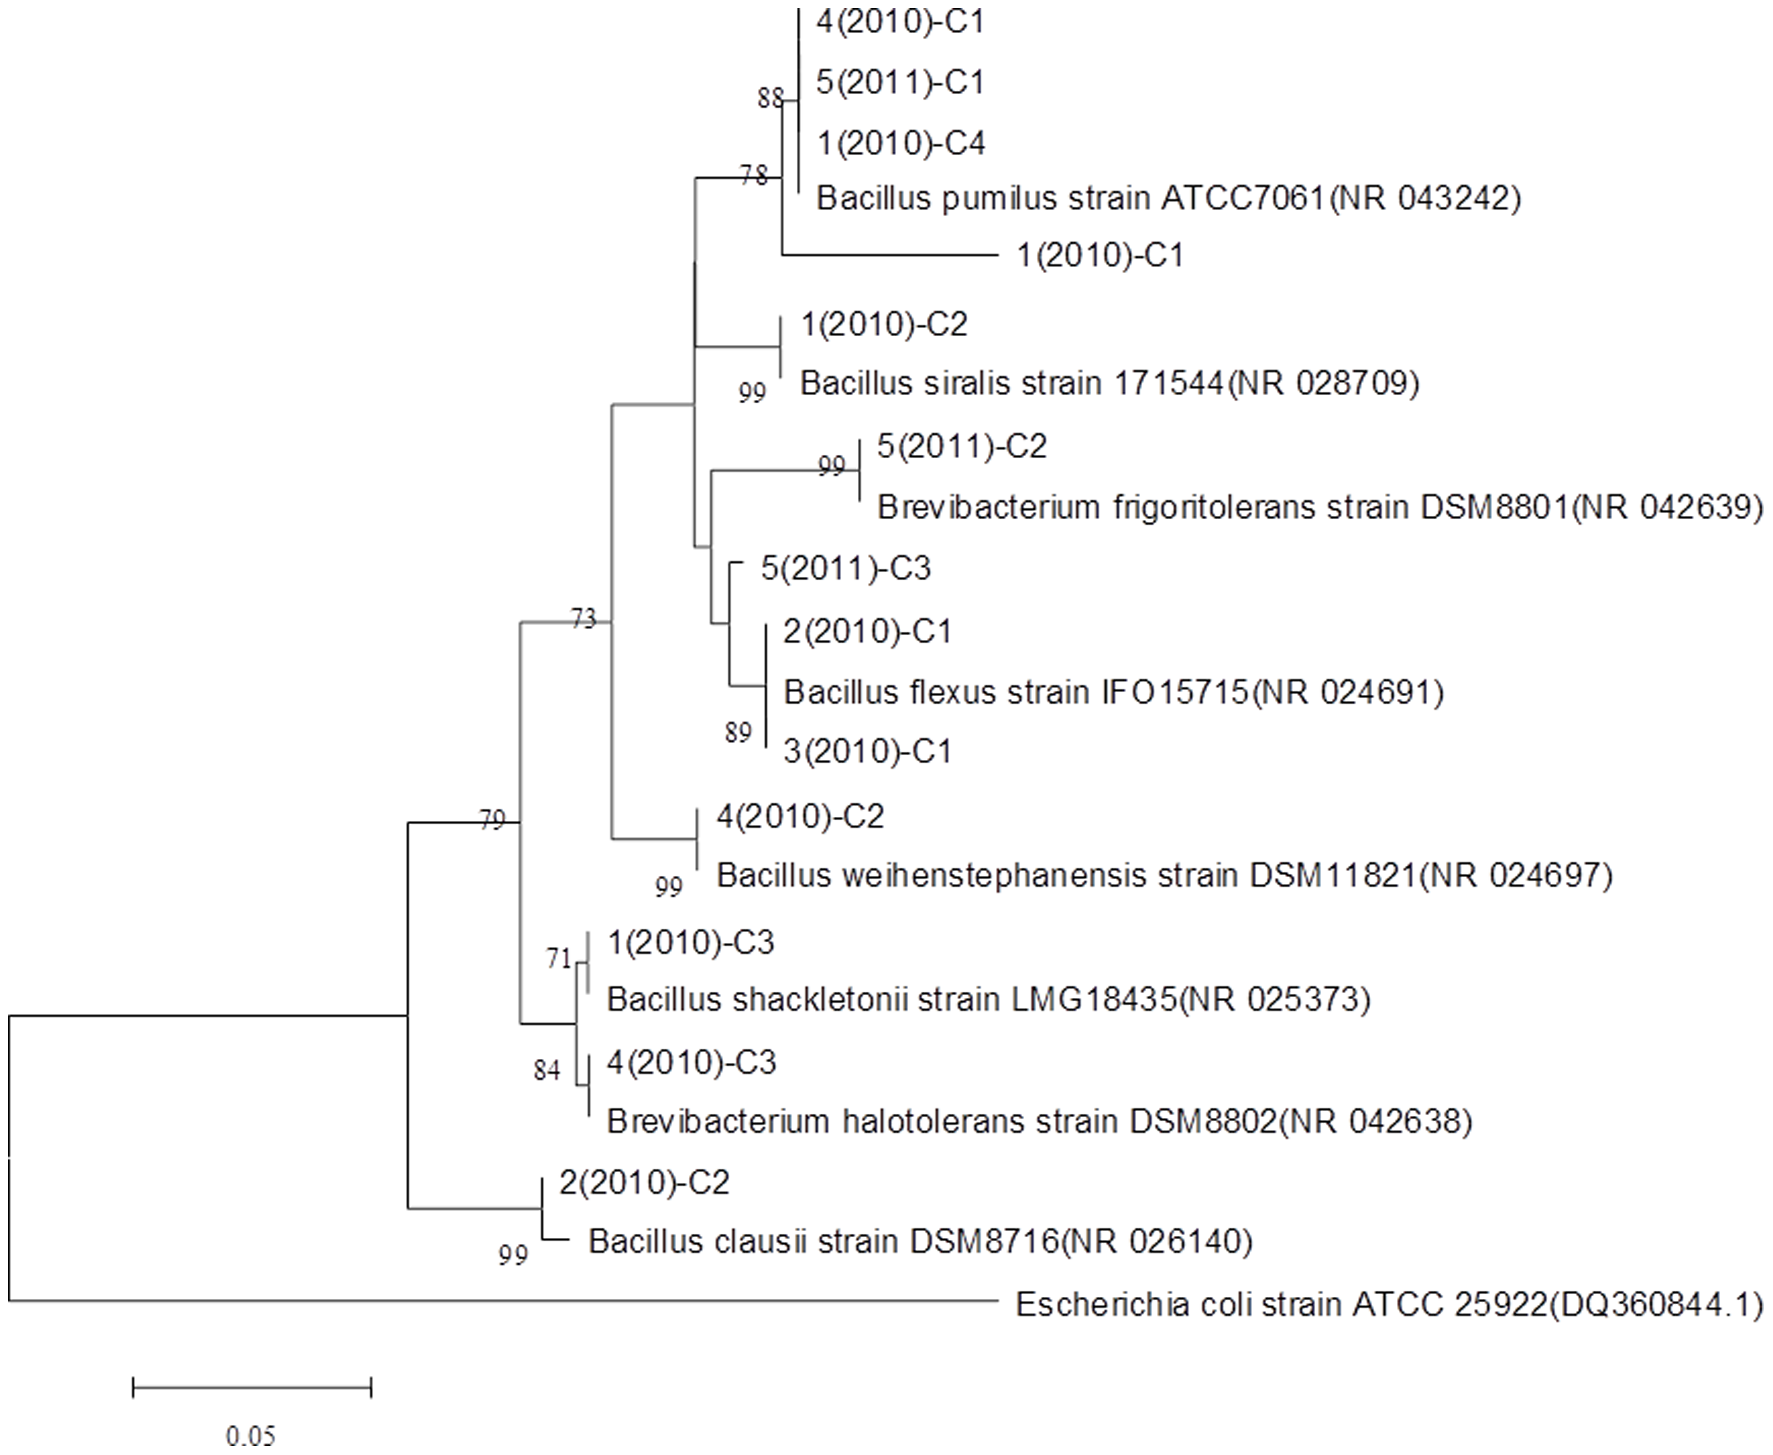 4(2010)-C1
5(2011)-C1
88
1(2010)-C4
78
Bacillus pumilus strain ATCC7061(NR 043242)
1(2010)-C1
1(2010)-C2
Bacillus siralis strain 171544(NR 028709)
99
5(2011)-C2
99
Brevibacterium frigoritolerans strain DSM8801(NR 042639)
5(2011)-C3
73
2(2010)-C1
Bacillus flexus strain IFO15715(NR 024691)
89
3(2010)-C1
79
4(2010)-C2
Bacillus weihenstephanensis strain DSM11821(NR 024697)
99
1(2010)-C3
71
Bacillus shackletonii strain LMG18435(NR 025373)
4(2010)-C3
84
Brevibacterium halotolerans strain DSM8802(NR 042638)
2(2010)-C2
Bacillus clausii strain DSM8716(NR 026140)
99
Escherichia coli strain ATCC 25922(DQ360844.1)
0.05